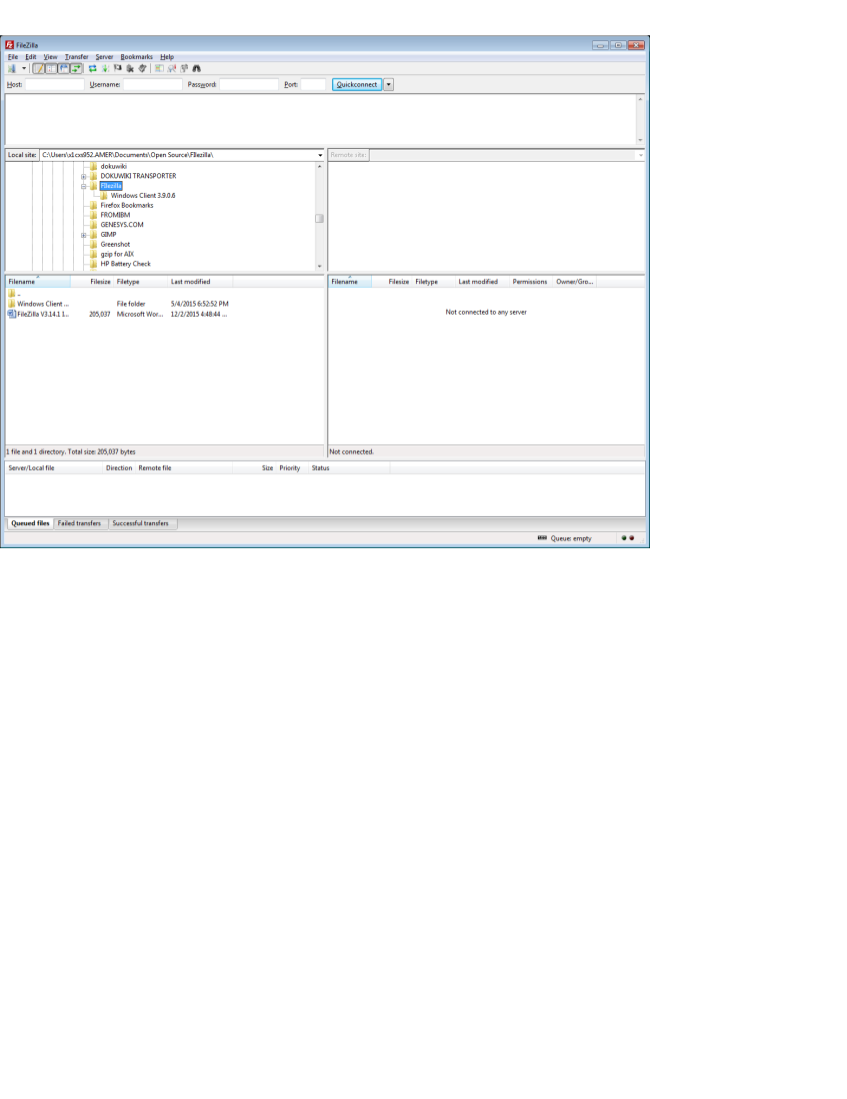 FileZilla
File Edit View Transfer Server Bookmarks Help
Host: Username: Password: Port: Quickconnect
Local site: C:\Users\s1cxs952.AMER\Documents\Open Source\FIlezilla\
Remote site:
dokuwiki
DOKUWIKI TRANSPORTER
FIlezilla
Windows Client 3.9.0.6
Firefox Bookmarks
FROMIBM
GENESYS.COM
GIMP
Greenshot
gzip for AIX
HP Battery Check
Filename Filesize Filetype Last modified
..
Windows Client ... File folder 5/4/2015 6:52:52 PM
FileZilla V3.14.1 1... 205,037 Microsoft Wor... 12/2/2015 4:48:44 ...
1 file and 1 directory. Total size: 205,037 bytes
Filename Filesize Filetype Last modified Permissions Owner/Gro...
Not connected to any server
Not connected.
Server/Local file Direction Remote file Size Priority Status
Queued files Failed transfers Successful transfers
Queue: empty